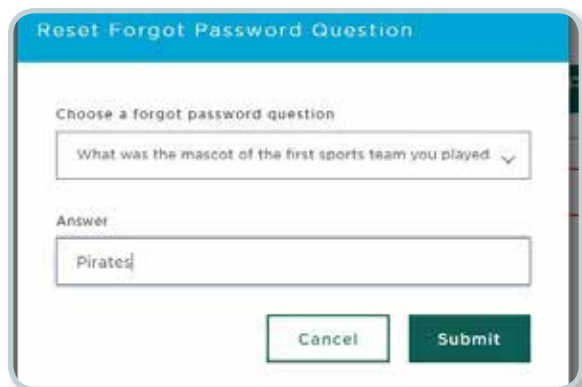 Reset Forgot Password Question
Choose a forgot password question
What was the mascot of the first sports team you played
Answer
Pirates
Cancel
Submit